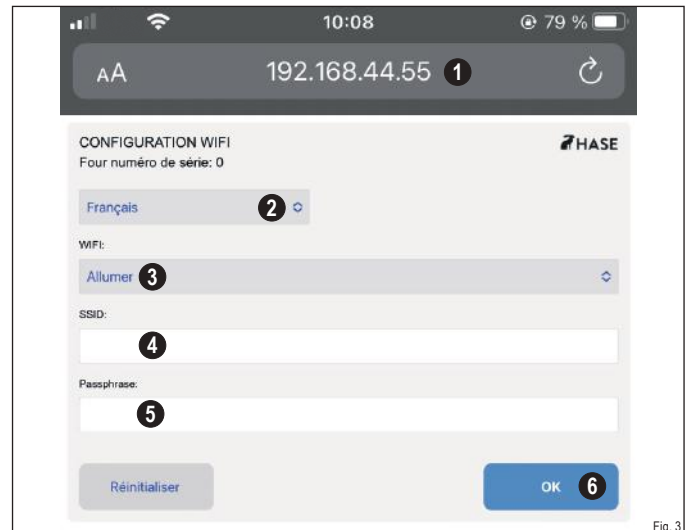 10:08 79 %
AA 192.168.44.55 1
CONFIGURATION WIFI
HASE
Four numéro de série: 0
Français 2
WIFI:
Allumer 3
SSID:
4
Passphrase:
5
Réinitialiser OK 6
Fig. 3